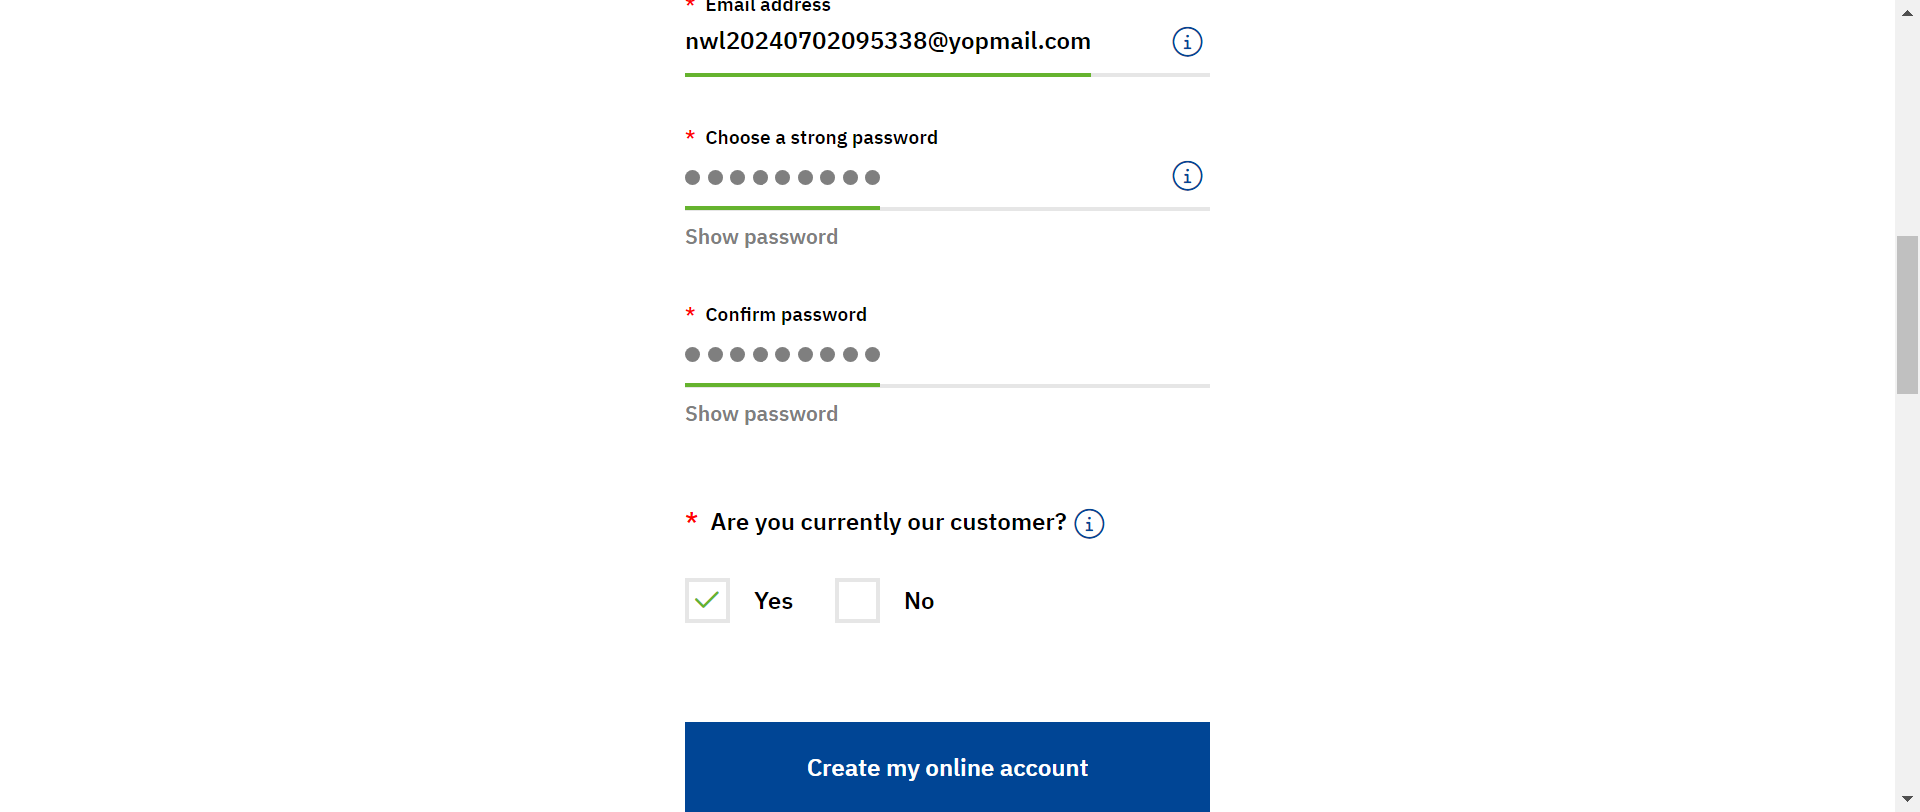 * Email address
nwl20240702095338@yopmail.com
* Choose a strong password
Show password
* Confirm password
Show password
* Are you currently our customer?
Yes No
Create my online account